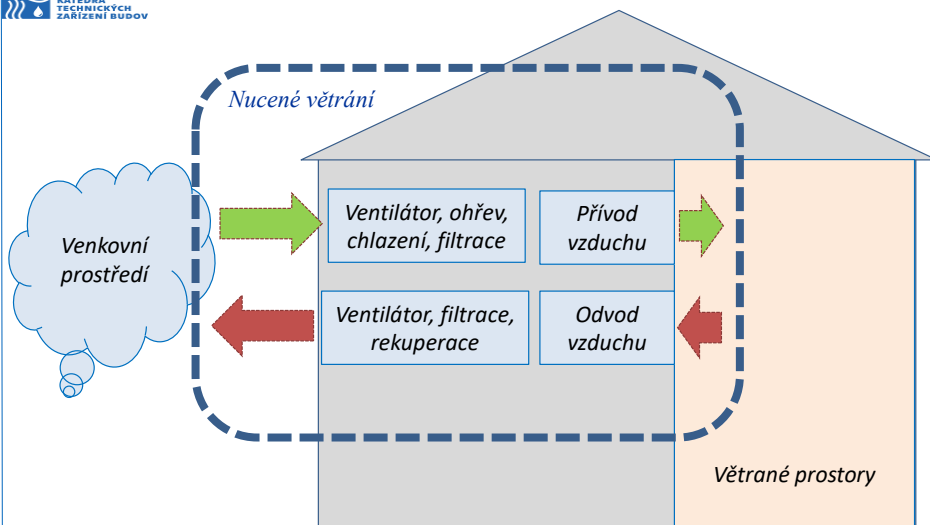 KATEDRA
TECHNICKÝCH
ZAŘÍZENÍ BUDOV
Nucené větrání
Venkovní
prostředí
Ventilátor, ohřev,
chlazení, filtrace
Přívod
vzduchu
Ventilátor, filtrace,
rekuperace
Odvod
vzduchu
Větrané prostory